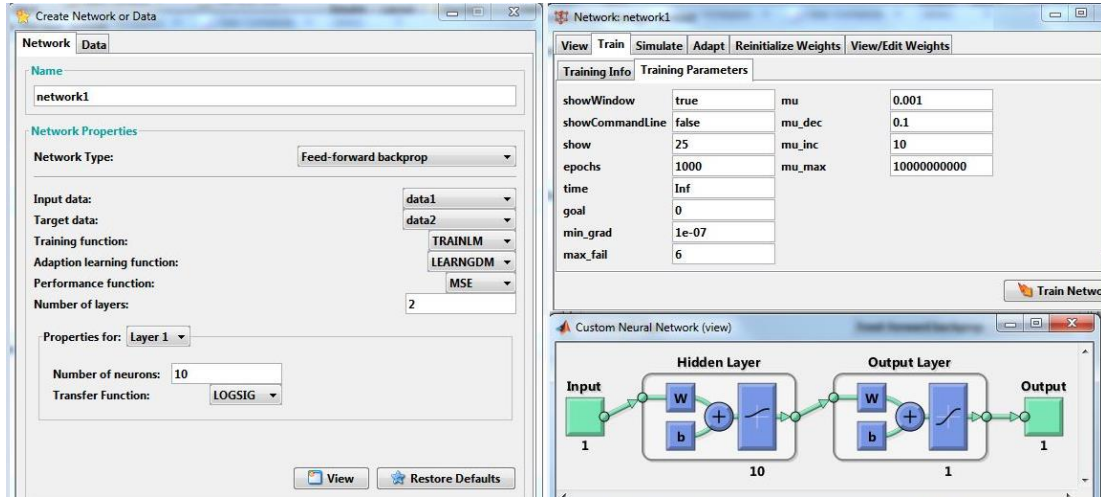 Create Network or Data
Network Data
Name
network1
Network Properties
Network Type: Feed-forward backprop
Input data: data1
Target data: data2
Training function: TRAINLM
Adaption learning function: LEARNGDM
Performance function: MSE
Number of layers: 2
Properties for: Layer 1
Number of neurons: 10
Transfer Function: LOGSIG
View Restore Defaults
Network: network1
View Train Simulate Adapt Reinitialize Weights View/Edit Weights
Training Info Training Parameters
showWindow true mu 0.001
showCommandLine false mu_dec 0.1
show 25 mu_inc 10
epochs 1000 mu_max 10000000000
time Inf
goal 0
min_grad 1e-07
max_fail 6
Train Netwo
Custom Neural Network (view)
Hidden Layer Output Layer
Input Output
W W
+ +
b b
1 1
10 1